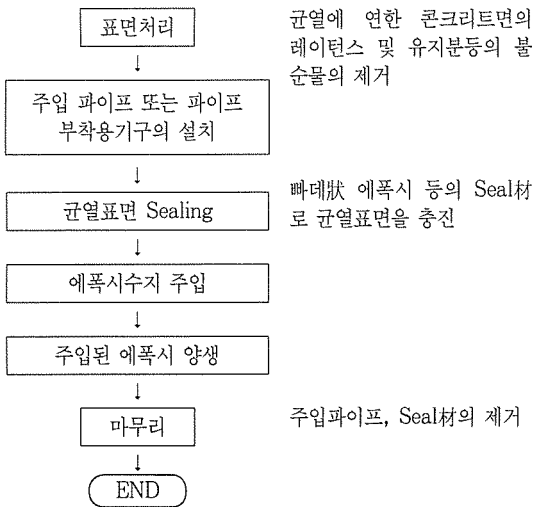 표면처리
균열에 연한 콘크리트면의
레이턴스 및 유지분등의 불
순물의 제거
↓
주입 파이프 또는 파이프
부착용기구의 설치
↓
균열표면 Sealing
빠데狀 에폭시 등의 Seal材
로 균열표면을 충진
↓
에폭시수지 주입
↓
주입된 에폭시 양생
↓
마무리
주입파이프, Seal材의 제거
↓
END